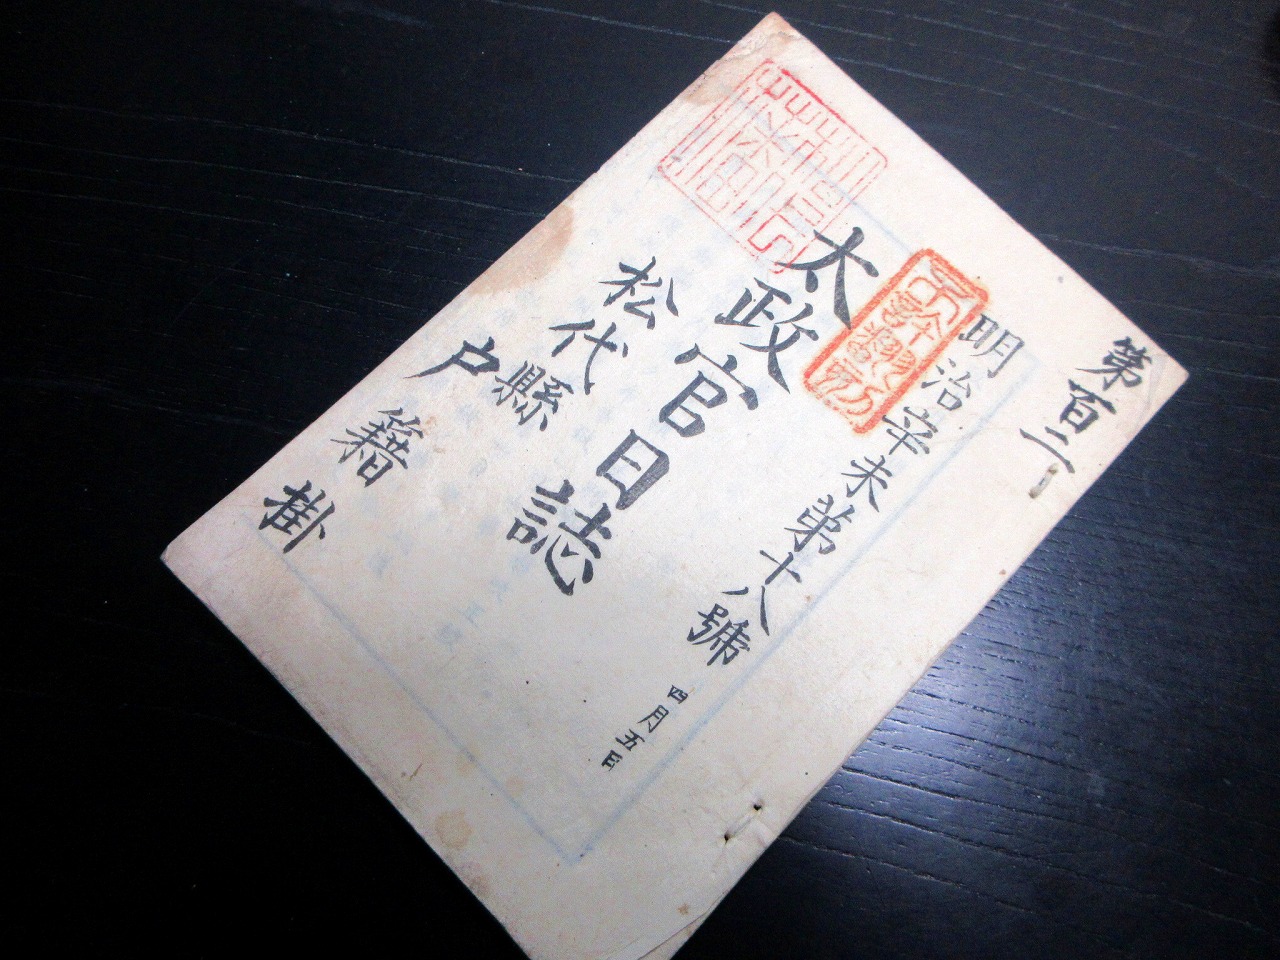 第百二
明治辛未第十八號
四月五日
太政官日誌
松代縣
户籍掛